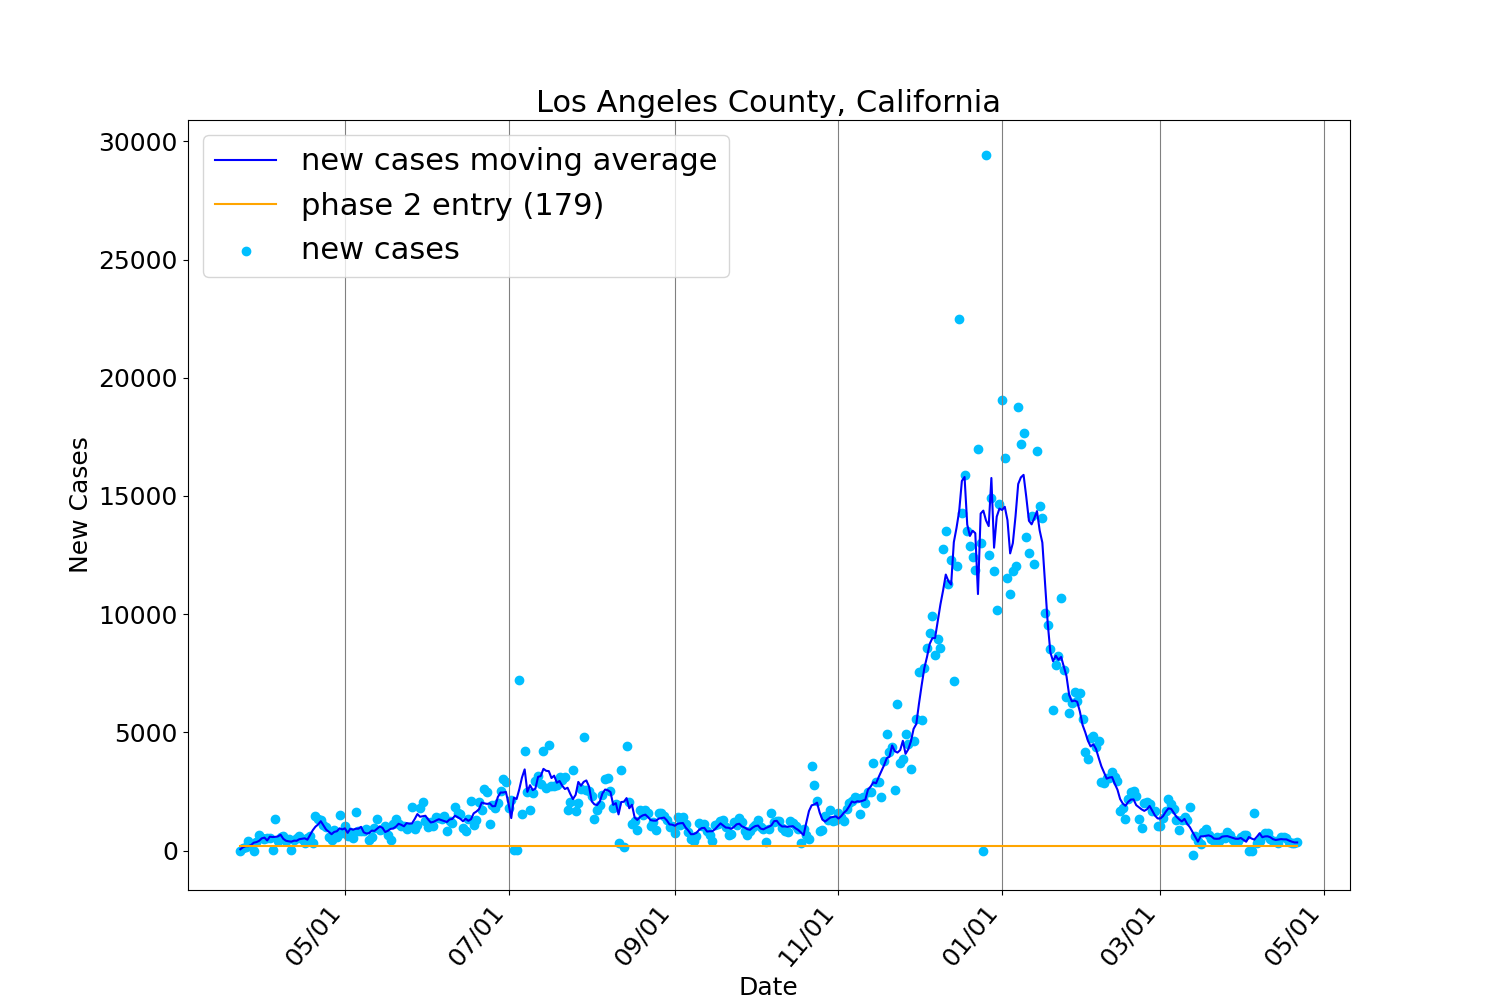 Los Angeles County, California
30000
25000
20000
15000
10000
5000
0
New Cases
new cases moving average
phase 2 entry (179)
new cases
05/01
07/01
09/01
11/01
01/01
03/01
05/01
Date